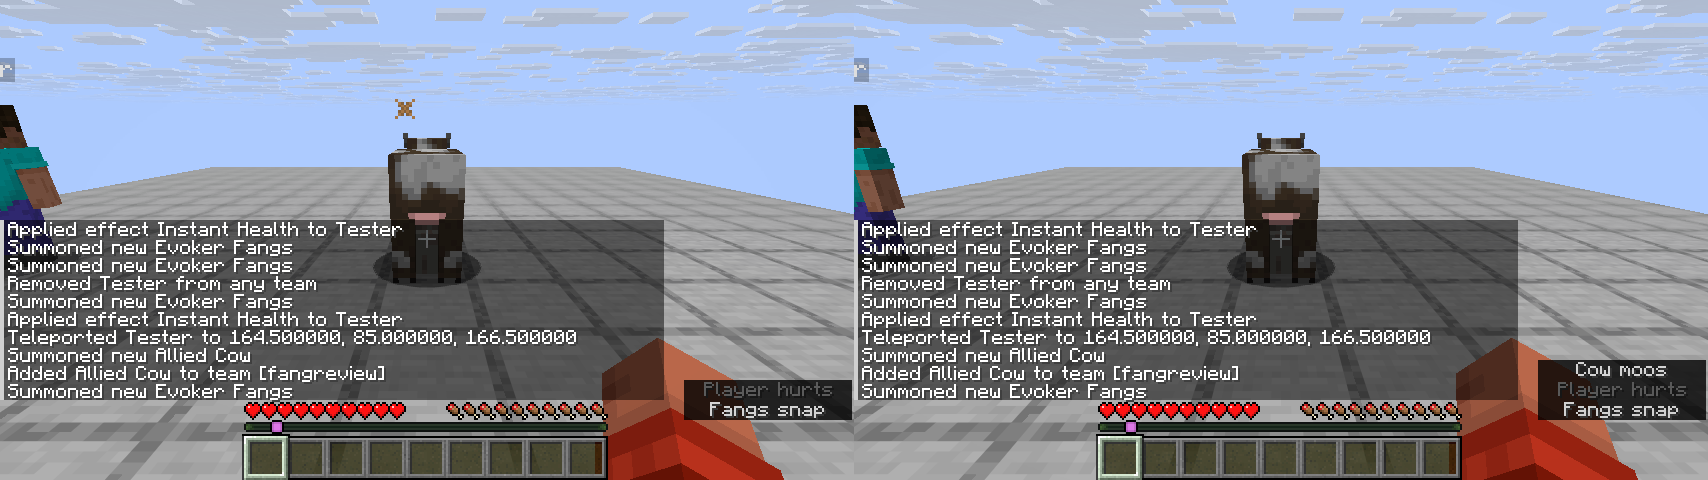 r
Applied effect Instant Health to Tester
Summoned new Evoker Fangs
Summoned new Evoker Fangs
Removed Tester from any team
Summoned new Evoker Fangs
Applied effect Instant Health to Tester
Teleported Tester to 164.500000, 85.000000, 166.500000
Summoned new Allied Cow
Added Allied Cow to team [fangreview]
Summoned new Evoker Fangs
Player hurts
Fangs snap
r
Applied effect Instant Health to Tester
Summoned new Evoker Fangs
Summoned new Evoker Fangs
Removed Tester from any team
Summoned new Evoker Fangs
Applied effect Instant Health to Tester
Teleported Tester to 164.500000, 85.000000, 166.500000
Summoned new Allied Cow
Added Allied Cow to team [fangreview]
Summoned new Evoker Fangs
Cow moos
Player hurts
Fangs snap